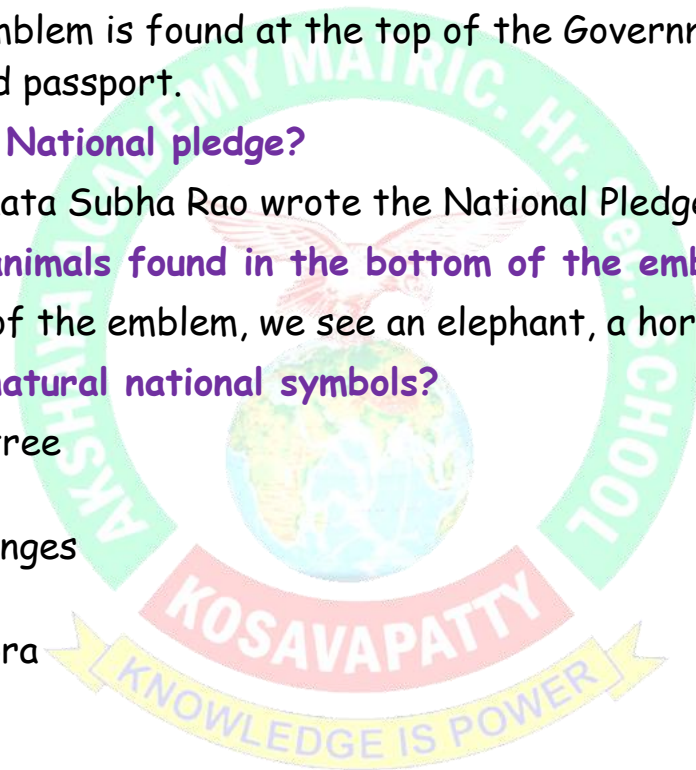 mblem is found at the top of the Governr
d passport.
National pledge?
ata Subha Rao wrote the National Pledge
animals found in the bottom of the emb
of the emblem, we see an elephant, a hor
natural national symbols?
tree
nges
ra
AKSHAYA ACADEMY MATRIC. Hr. Sec. SCHOOL
KOSAVAPATTY
KNOWLEDGE IS POWER